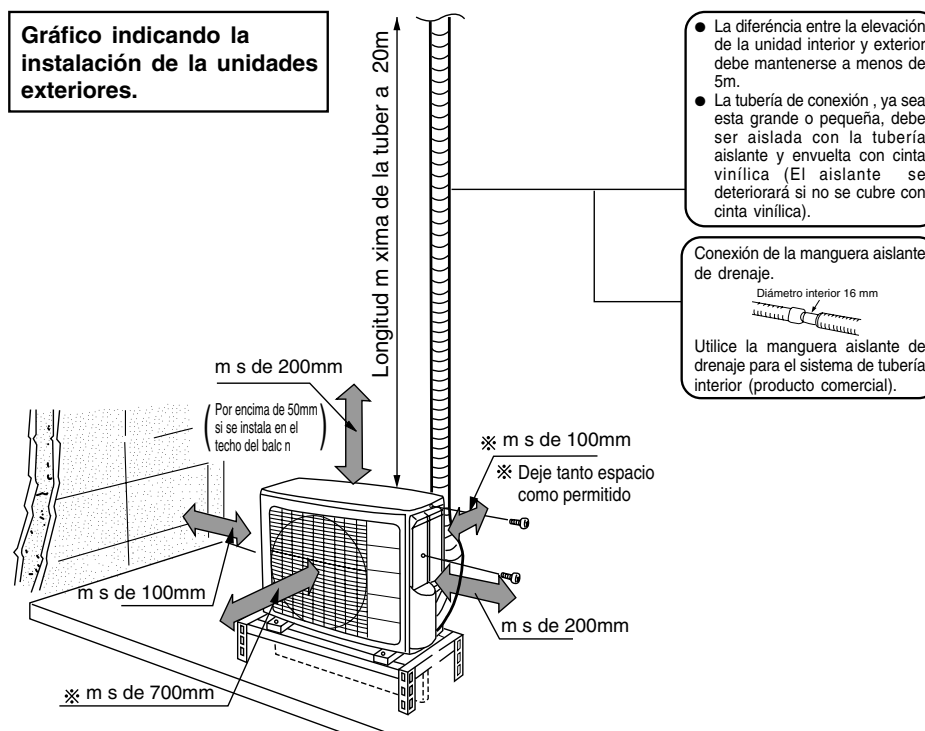 Gráfico indicando la
instalación de la unidades
exteriores.
Longitud m xima de la tuber a 20m
● La diferéncia entre la elevación
de la unidad interior y exterior
debe mantenerse a menos de
5m.
● La tubería de conexión , ya sea
esta grande o pequeña, debe
ser aislada con la tubería
aislante y envuelta con cinta
vinílica (El aislante se
deteriorará si no se cubre con
cinta vinílica).
Conexión de la manguera aislante
de drenaje.
Diámetro interior 16 mm
Utilice la manguera aislante de
drenaje para el sistema de tubería
interior (producto comercial).
m s de 200mm
(Por encima de 50mm
si se instala en el
techo del balc n)
※ m s de 100mm
※ Deje tanto espacio
como permitido
m s de 100mm
m s de 200mm
※ m s de 700mm